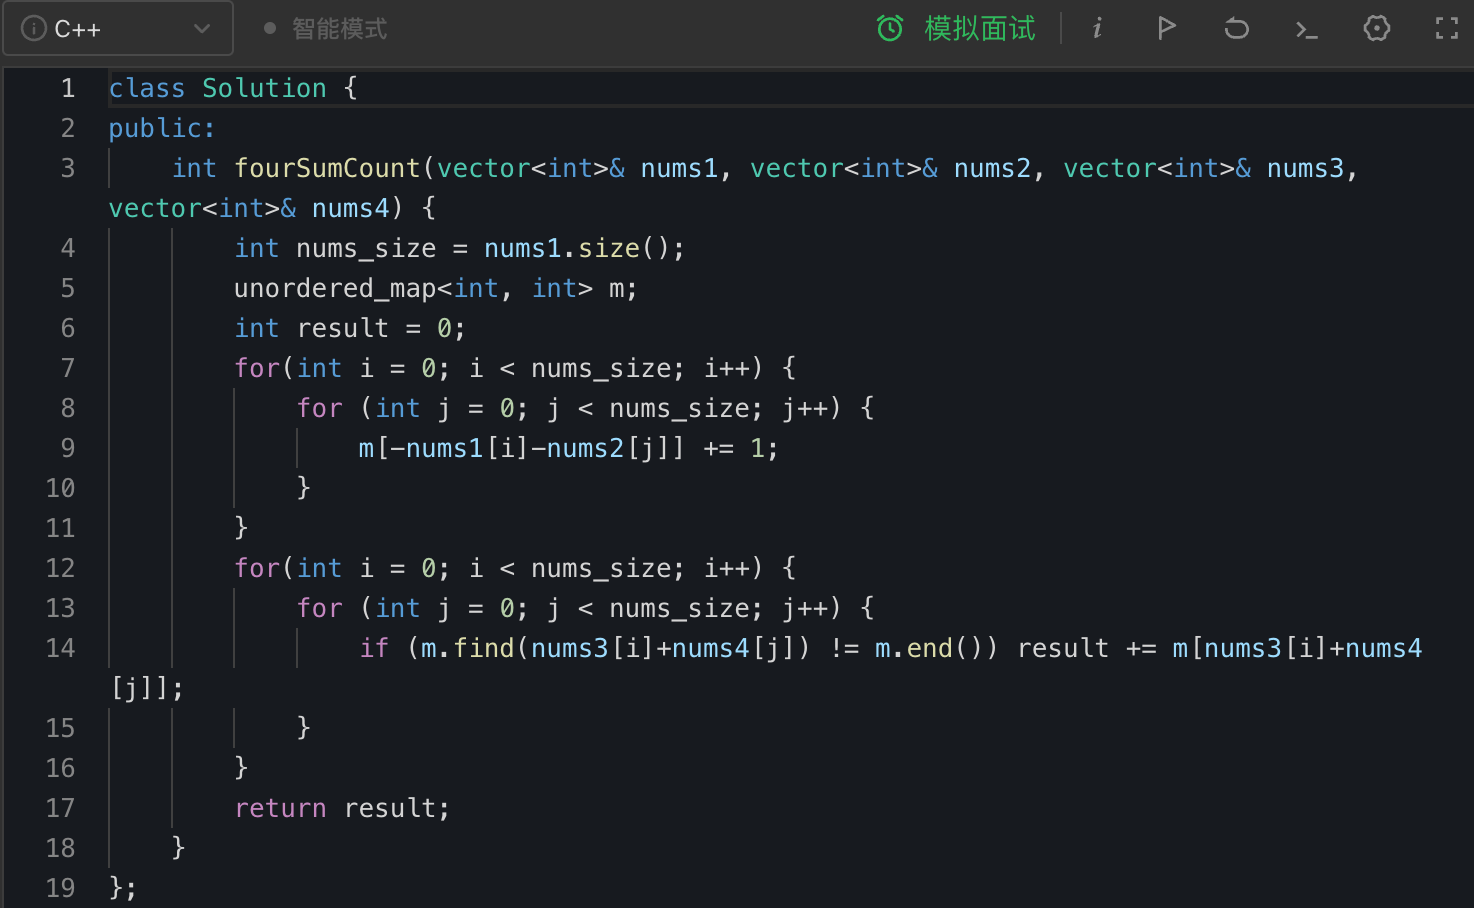 C++ 智能模式 模拟面试
1 class Solution {
2 public:
3     int fourSumCount(vector<int>& nums1, vector<int>& nums2, vector<int>& nums3,
vector<int>& nums4) {
4         int nums_size = nums1.size();
5         unordered_map<int, int> m;
6         int result = 0;
7         for(int i = 0; i < nums_size; i++) {
8             for (int j = 0; j < nums_size; j++) {
9                 m[-nums1[i]-nums2[j]] += 1;
10             }
11         }
12         for(int i = 0; i < nums_size; i++) {
13             for (int j = 0; j < nums_size; j++) {
14                 if (m.find(nums3[i]+nums4[j]) != m.end()) result += m[nums3[i]+nums4
[j]];
15             }
16         }
17         return result;
18     }
19 };